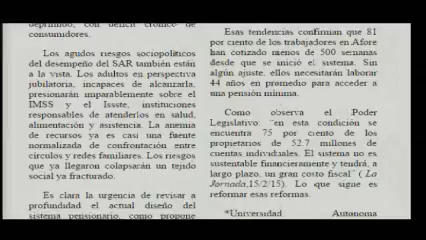 deprimido, con déficit crónico de
consumidores.
Los agudos riesgos sociopolíticos
del desempeño del SAR también están
a la vista. Los adultos en perspectiva
jubilatoria, incapaces de alcanzarla,
presionarán imparablemente sobre el
IMSS y el Issste, instituciones
responsables de atenderlos en salud,
alimentación y asistencia. La anemia
de recursos ya es casi una fuente
normalizada de confrontación entre
círculos y redes familiares. Los riesgos
que ya llegaron colapsarán un tejido
social ya fracturado.
Es clara la urgencia de revisar a
profundidad el actual diseño del
sistema pensionario, como propone
Esas tendencias confirman que 81
por ciento de los trabajadores en Afore
han cotizado menos de 500 semanas
desde que se inició el sistema. Sin
algún ajuste, ellos necesitarán laborar
44 años en promedio para acceder a
una pensión mínima.
Como observa el Poder
Legislativo: "en esta condición se
encuentra 75 por ciento de los
propietarios de 52.7 millones de
cuentas individuales. El sistema no es
sustentable financieramente y tendrá, a
largo plazo, un gran costo fiscal" ( La
Jornada,15/2/15). Lo que sigue es
reformar esas reformas.
*Universidad Autonoma